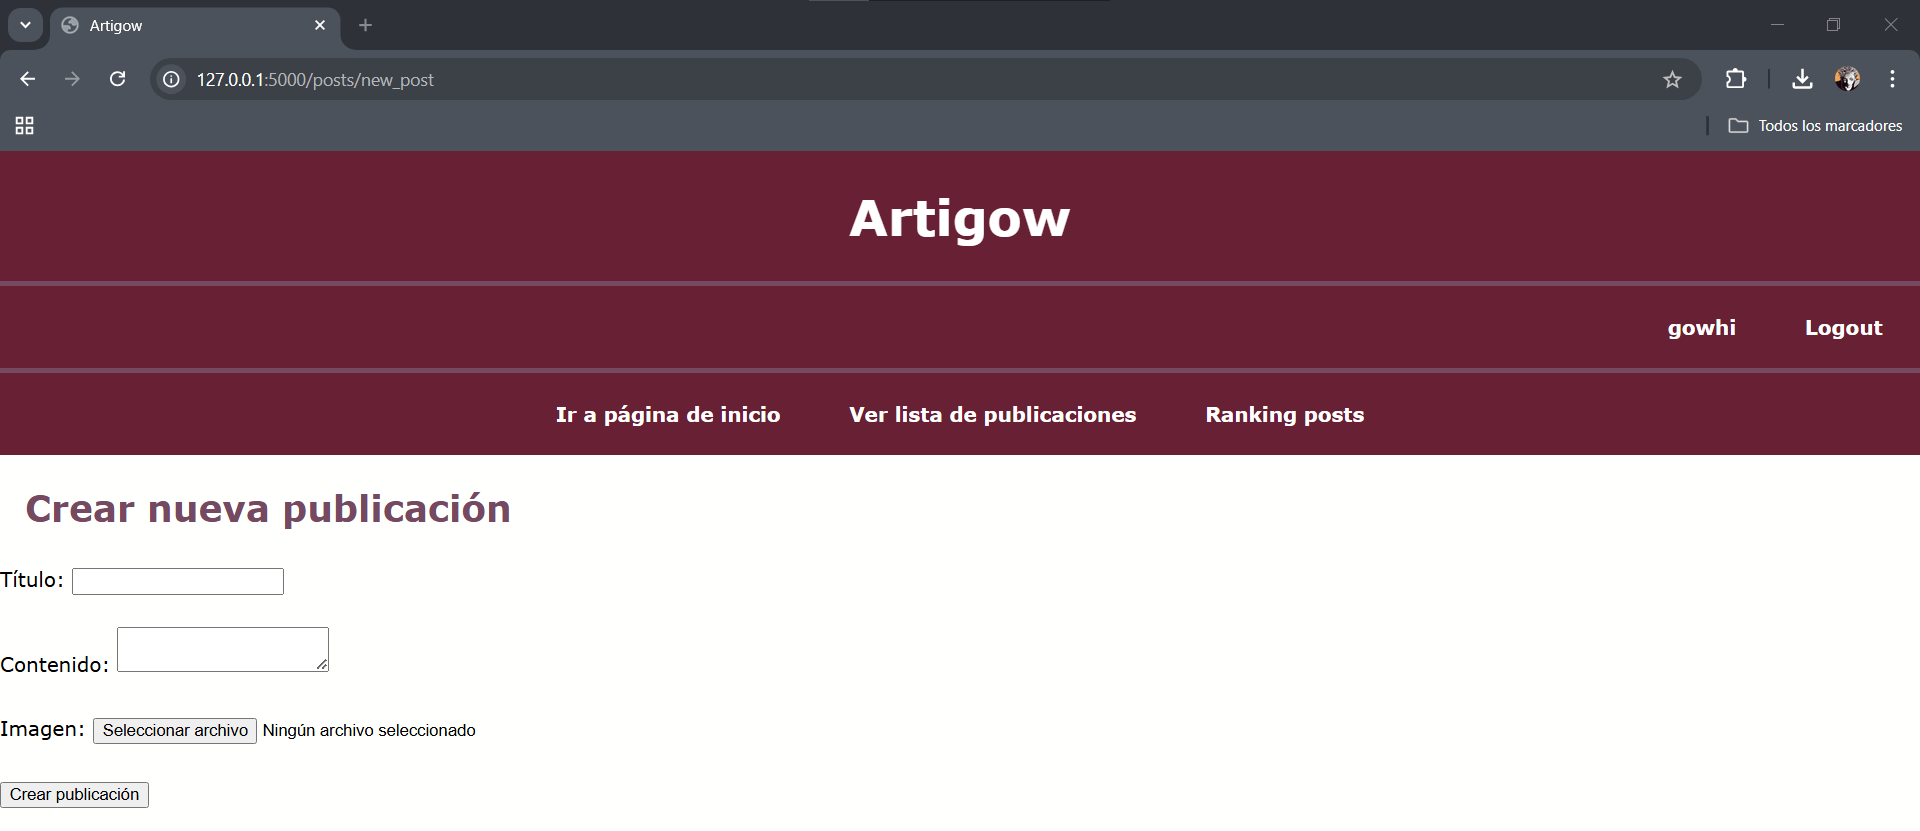 Artigow
127.0.0.1:5000/posts/new_post
Todos los marcadores
Artigow
gowhi Logout
Ir a página de inicio Ver lista de publicaciones Ranking posts
Crear nueva publicación
Título:
Contenido:
Imagen: Seleccionar archivo Ningún archivo seleccionado
Crear publicación